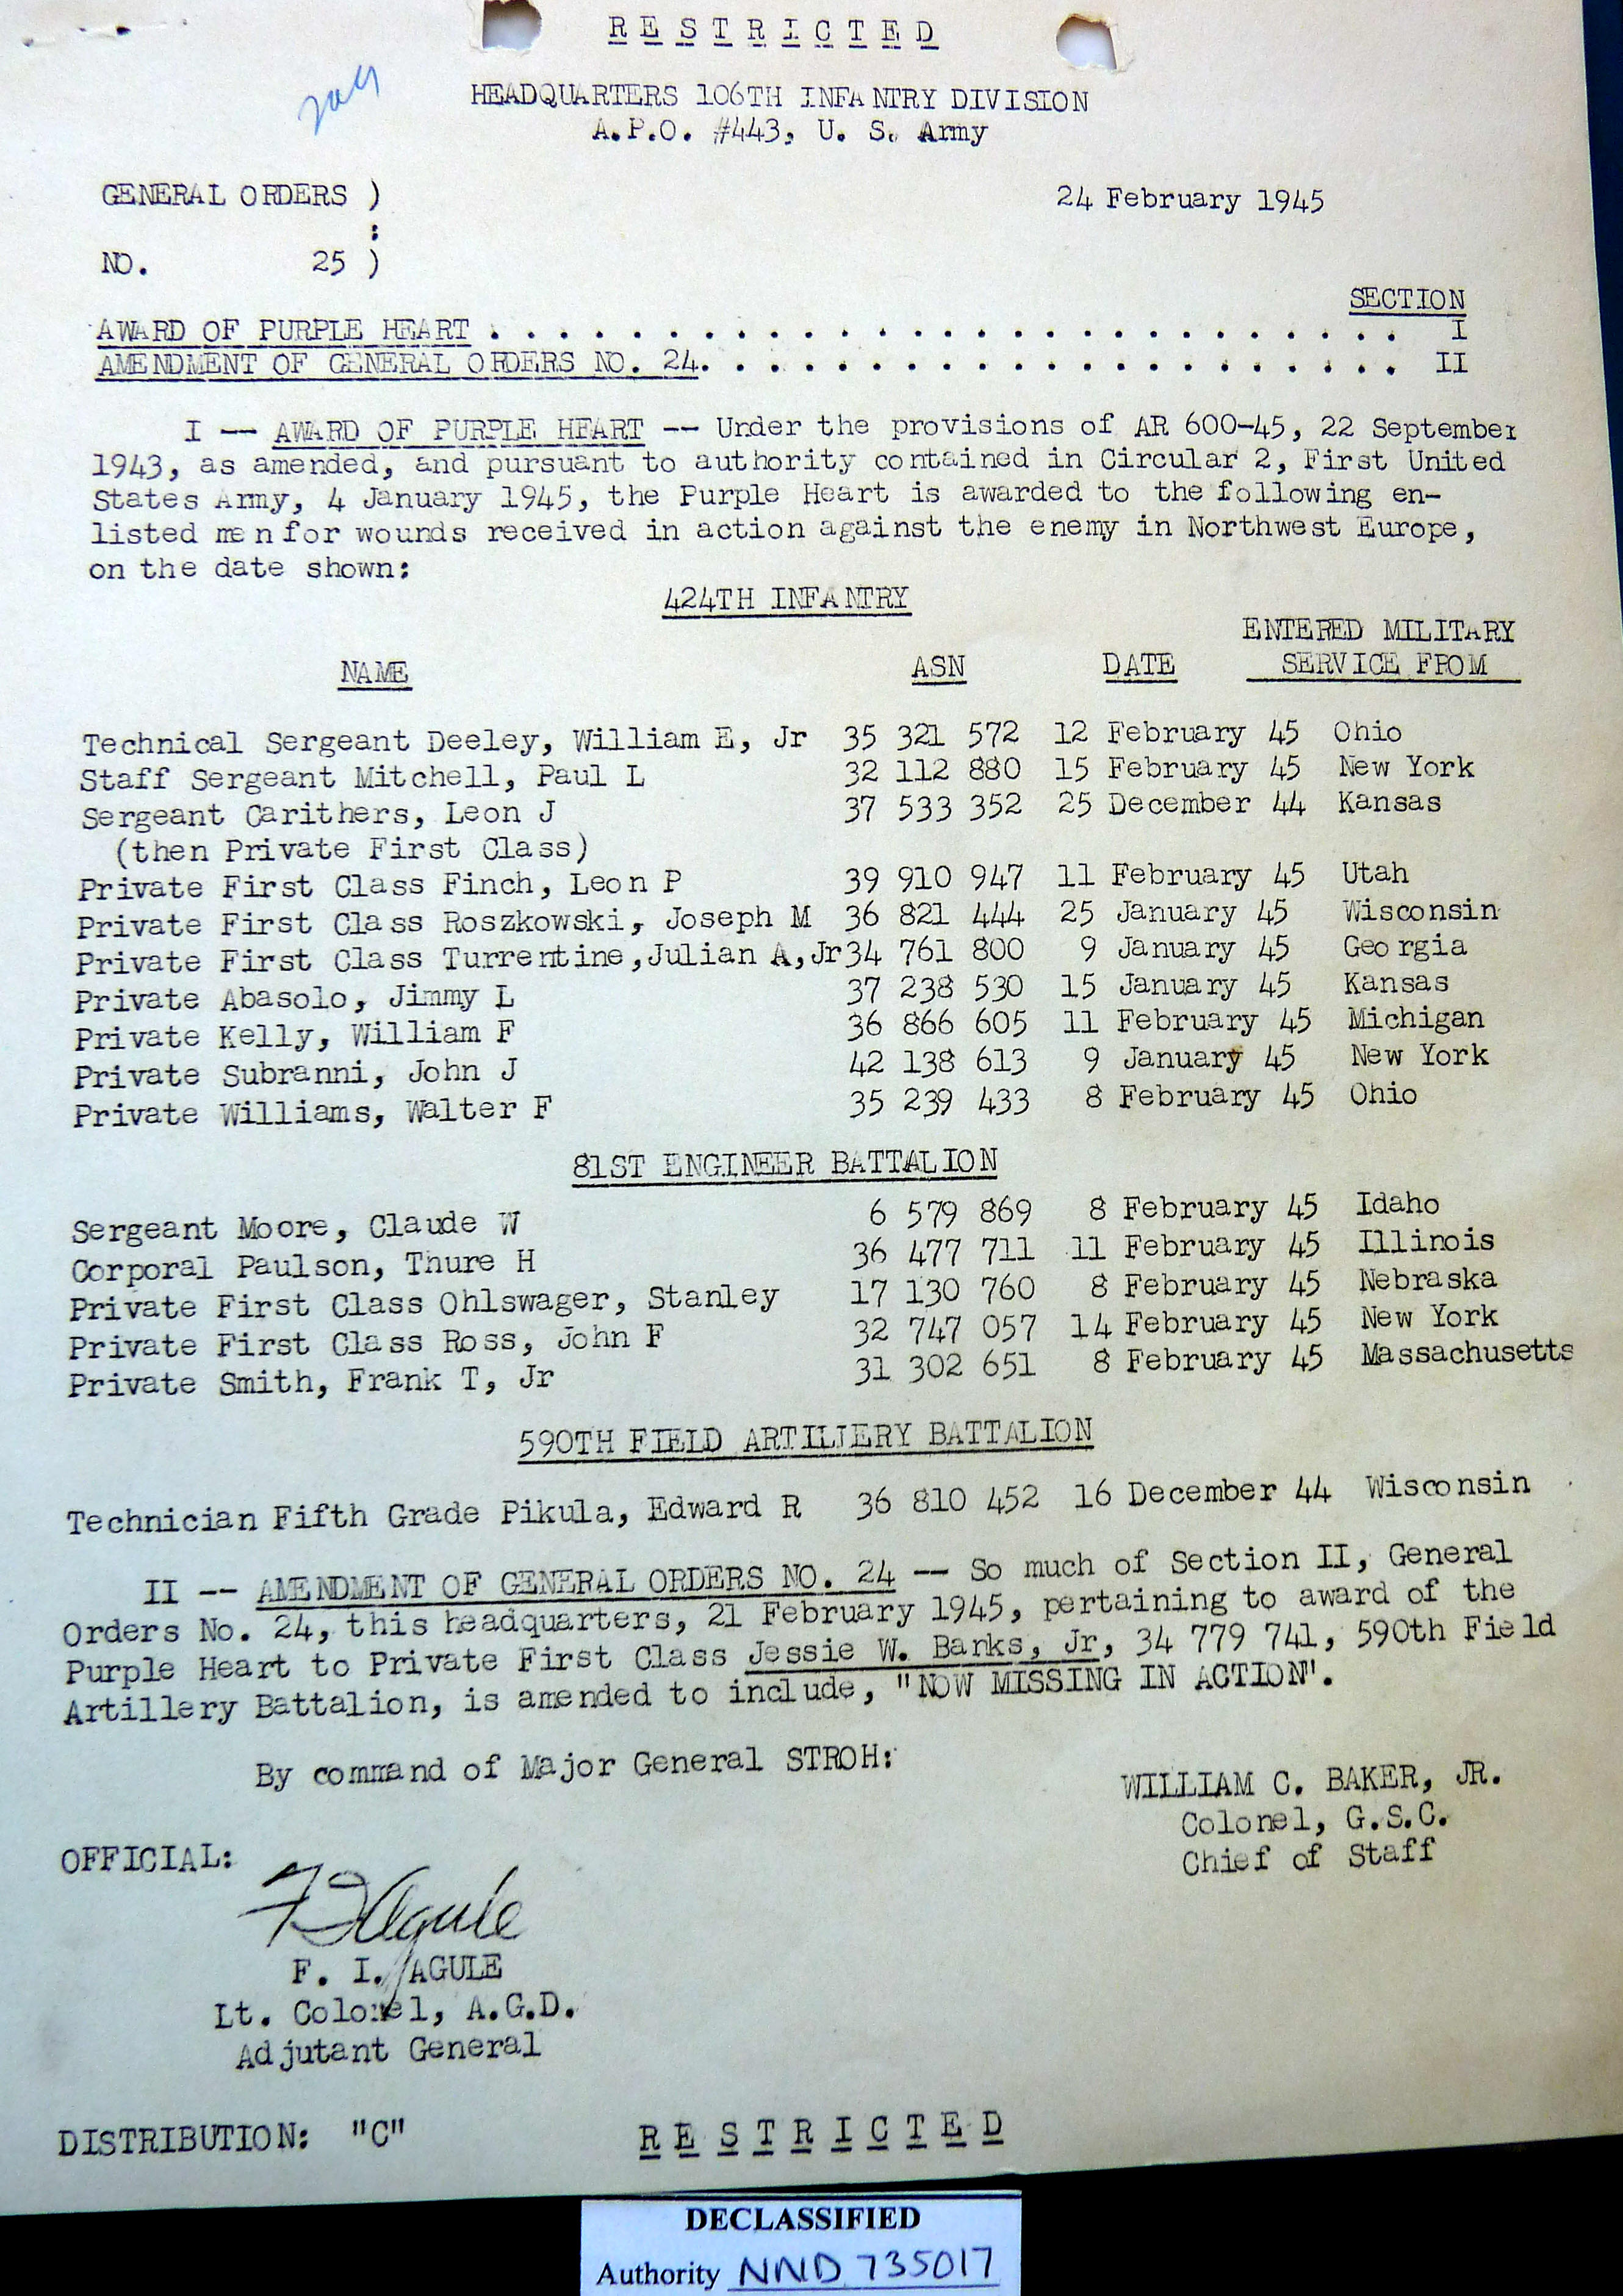 R E S T R I C T E D
HEADQUARTERS 106TH INFANTRY DIVISION
A.P.O. #443, U. S. Army
GENERAL ORDERS )
:
NO. 25 )
24 February 1945
SECTION
AWARD OF PURPLE HEART . . . . . . . . . . . . . . . . . . . . . . . . . . . . I
AMENDMENT OF GENERAL ORDERS NO. 24. . . . . . . . . . . . . . . . . . . . . II
I -- AWARD OF PURPLE HEART -- Under the provisions of AR 600-45, 22 September
1943, as amended, and pursuant to authority contained in Circular 2, First United
States Army, 4 January 1945, the Purple Heart is awarded to the following en-
listed men for wounds received in action against the enemy in Northwest Europe,
on the date shown:
424TH INFANTRY
ENTERED MILITARY
NAME ASN DATE SERVICE FROM
Technical Sergeant Deeley, William E, Jr 35 321 572 12 February 45 Ohio
Staff Sergeant Mitchell, Paul L 32 112 880 15 February 45 New York
Sergeant Carithers, Leon J 37 533 352 25 December 44 Kansas
(then Private First Class)
Private First Class Finch, Leon P 39 910 947 11 February 45 Utah
Private First Class Roszkowski, Joseph M 36 821 444 25 January 45 Wisconsin
Private First Class Turrentine,Julian A,Jr 34 761 800 9 January 45 Georgia
Private Abasolo, Jimmy L 37 238 530 15 January 45 Kansas
Private Kelly, William F 36 866 605 11 February 45 Michigan
Private Subranni, John J 42 138 613 9 January 45 New York
Private Williams, Walter F 35 239 433 8 February 45 Ohio
81ST ENGINEER BATTALION
Sergeant Moore, Claude W 6 579 869 8 February 45 Idaho
Corporal Paulson, Thure H 36 477 711 11 February 45 Illinois
Private First Class Ohlswager, Stanley 17 130 760 8 February 45 Nebraska
Private First Class Ross, John F 32 747 057 14 February 45 New York
Private Smith, Frank T, Jr 31 302 651 8 February 45 Massachusetts
590TH FIELD ARTILLERY BATTALION
Technician Fifth Grade Pikula, Edward R 36 810 452 16 December 44 Wisconsin
II -- AMENDMENT OF GENERAL ORDERS NO. 24 -- So much of Section II, General
Orders No. 24, this headquarters, 21 February 1945, pertaining to award of the
Purple Heart to Private First Class Jessie W. Barks, Jr, 34 779 741, 590th Field
Artillery Battalion, is amended to include, "NOW MISSING IN ACTION".
By command of Major General STROH:
WILLIAM C. BAKER, JR.
Colonel, G.S.C.
Chief of Staff
OFFICIAL:
F I Agule
F. I. AGULE
Lt. Colonel, A.G.D.
Adjutant General
DISTRIBUTION: "C"
R E S T R I C T E D
DECLASSIFIED
Authority NND 735017